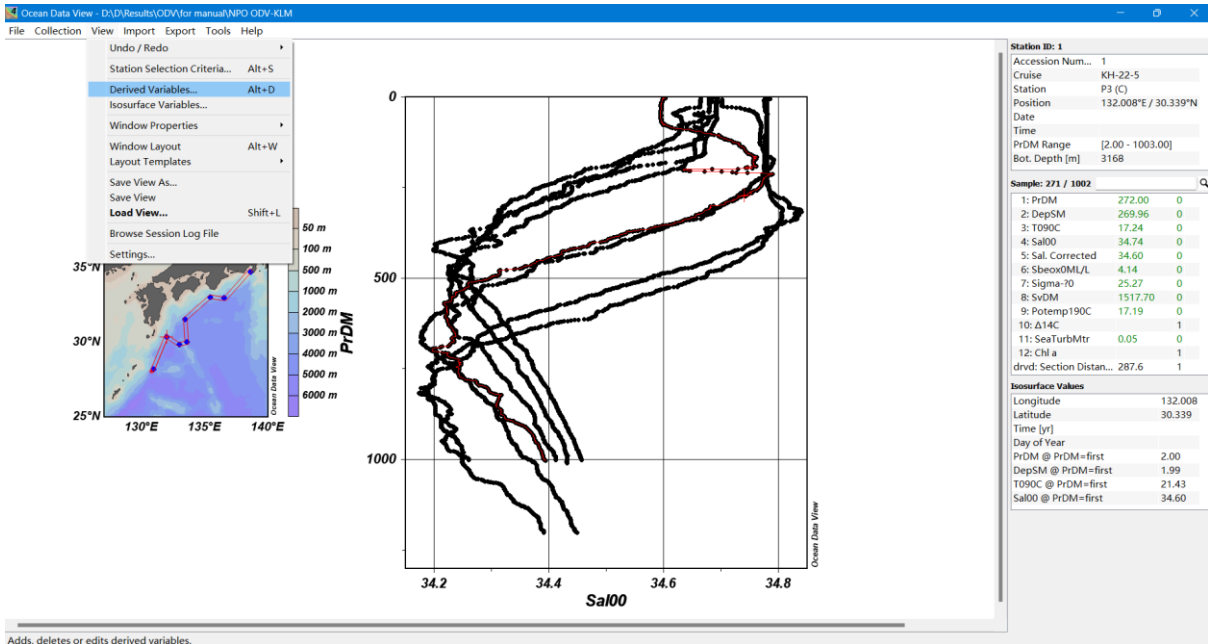 Ocean Data View - D:\D\Results\ODV\for manual\NPO ODV-KLM
File Collection View Import Export Tools Help
Undo / Redo
Station Selection Criteria... Alt+S
Derived Variables... Alt+D
Isosurface Variables...
Window Properties
Window Layout Alt+W
Layout Templates
Save View As...
Save View
Load View... Shift+L
Browse Session Log File
Settings...
50 m
100 m
500 m
1000 m
2000 m
3000 m
4000 m
5000 m
6000 m
Ocean Data View
35°N
30°N
25°N
130°E 135°E 140°E
0
500
1000
PrDM
34.2 34.4 34.6 34.8
Sal00
Ocean Data View
Station ID: 1
Accession Num... 1
Cruise KH-22-5
Station P3 (C)
Position 132.008°E / 30.339°N
Date
Time
PrDM Range [2.00 - 1003.00]
Bot. Depth [m] 3168
Sample: 271 / 1002
1: PrDM 272.00 0
2: DepSM 269.96 0
3: T090C 17.24 0
4: Sal00 34.74 0
5: Sal. Corrected 34.60 0
6: Sbeox0ML/L 4.14 0
7: Sigma-?0 25.27 0
8: SvDM 1517.70 0
9: Potemp190C 17.19 0
10: Δ14C 1
11: SeaTurbMtr 0.05 0
12: Chl a 1
drvd: Section Distan... 287.6 1
Isosurface Values
Longitude 132.008
Latitude 30.339
Time [yr]
Day of Year
PrDM @ PrDM=first 2.00
DepSM @ PrDM=first 1.99
T090C @ PrDM=first 21.43
Sal00 @ PrDM=first 34.60
Adds, deletes or edits derived variables.